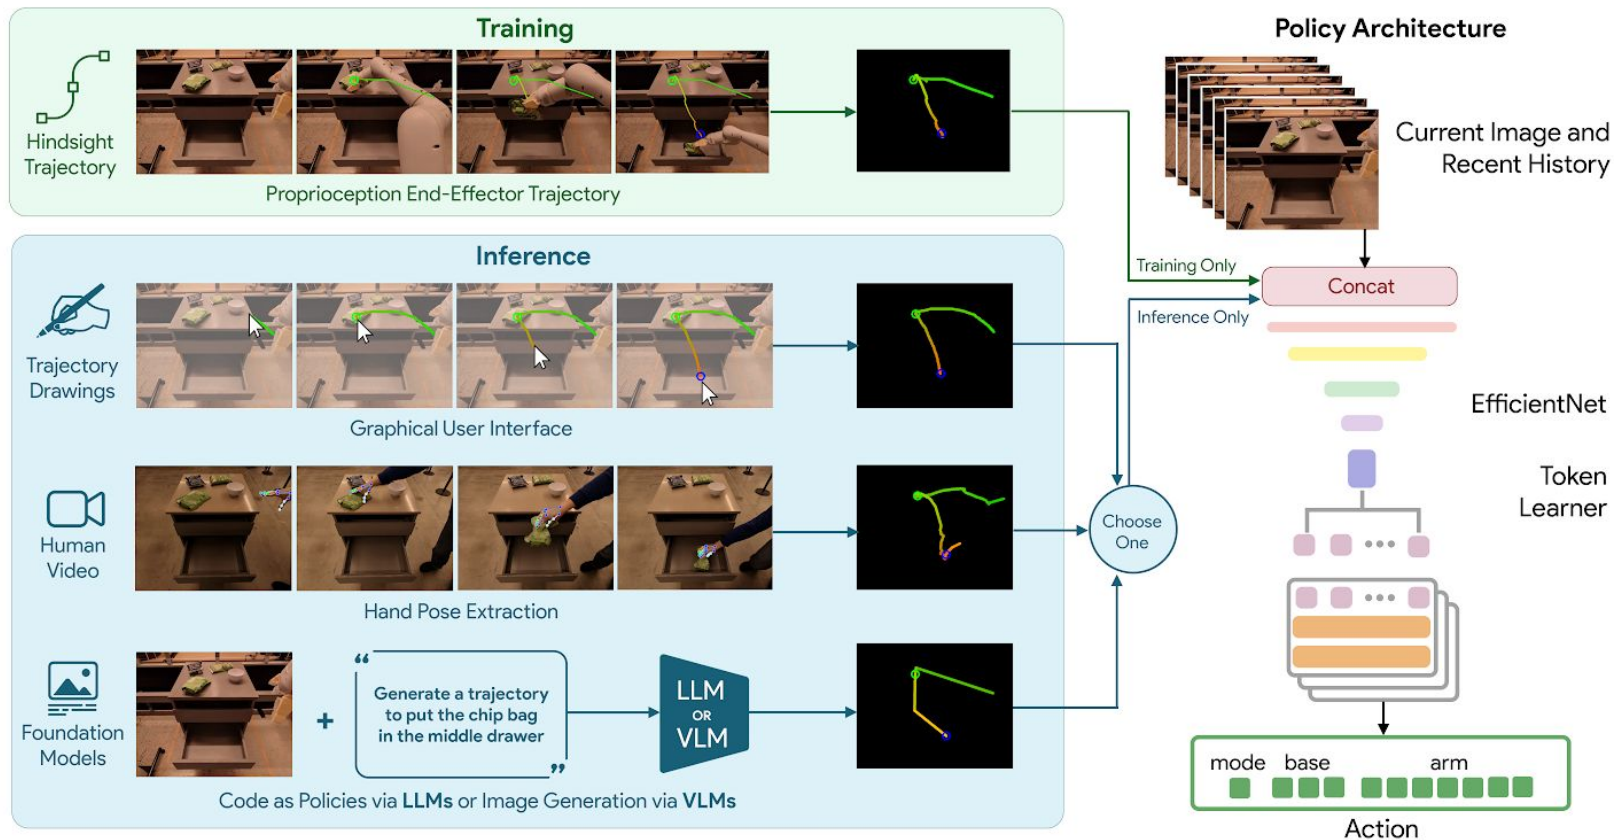 Training
Hindsight
Trajectory
Proprioception End-Effector Trajectory
Inference
Trajectory
Drawings
Graphical User Interface
Human
Video
Hand Pose Extraction
Foundation
Models
+
“
Generate a trajectory
to put the chip bag
in the middle drawer
”
LLM
OR
VLM
Code as Policies via LLMs or Image Generation via VLMs
Choose
One
Policy Architecture
Current Image and
Recent History
Training Only
Concat
Inference Only
EfficientNet
Token
Learner
mode base arm
Action